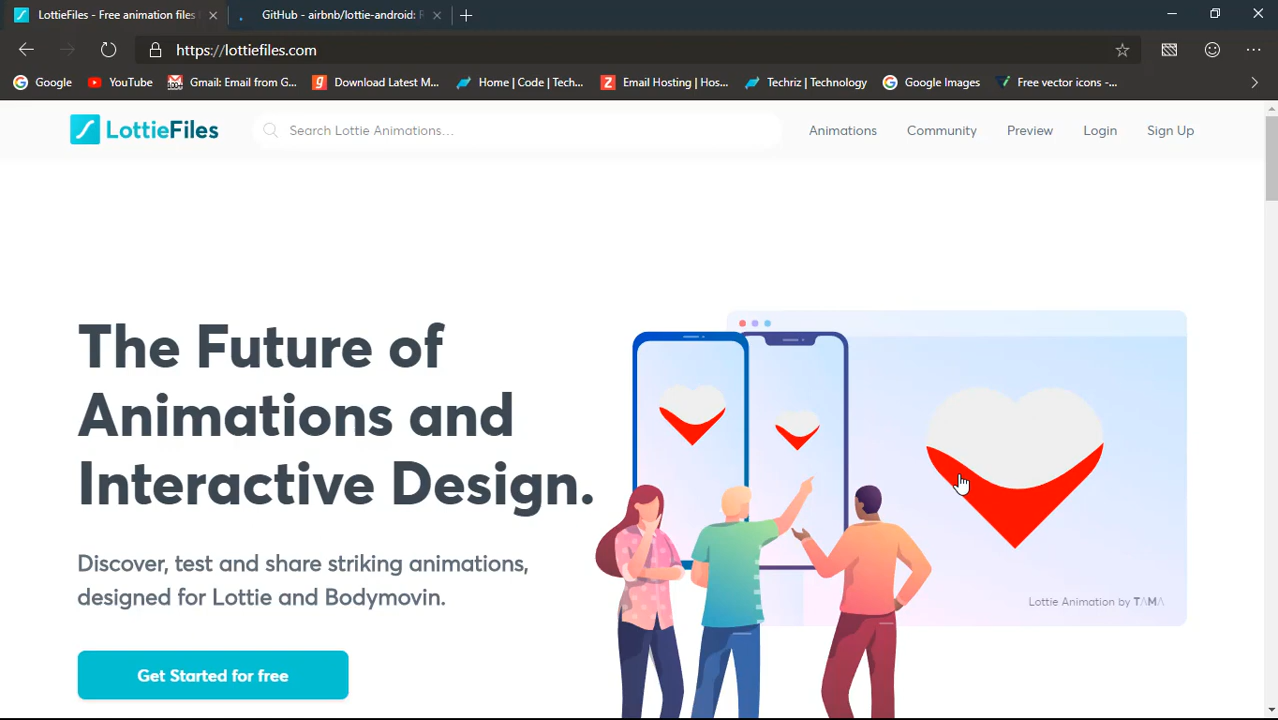 LottieFiles - Free animation files
GitHub - airbnb/lottie-android: R
https://lottiefiles.com
Google
YouTube
Gmail: Email from G...
Download Latest M...
Home | Code | Tech...
Email Hosting | Hos...
Techriz | Technology
Google Images
Free vector icons -...
LottieFiles
Search Lottie Animations...
Animations
Community
Preview
Login
Sign Up
The Future of
Animations and
Interactive Design.
Discover, test and share striking animations,
designed for Lottie and Bodymovin.
Get Started for free
Lottie Animation by TAMA